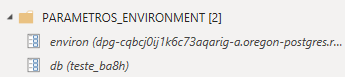 PARAMETROS_ENVIRONMENT [2]
environ (dpg-cqbcj0ij1k6c73aqarig-a.oregon-postgres.r...
db (teste_ba8h)